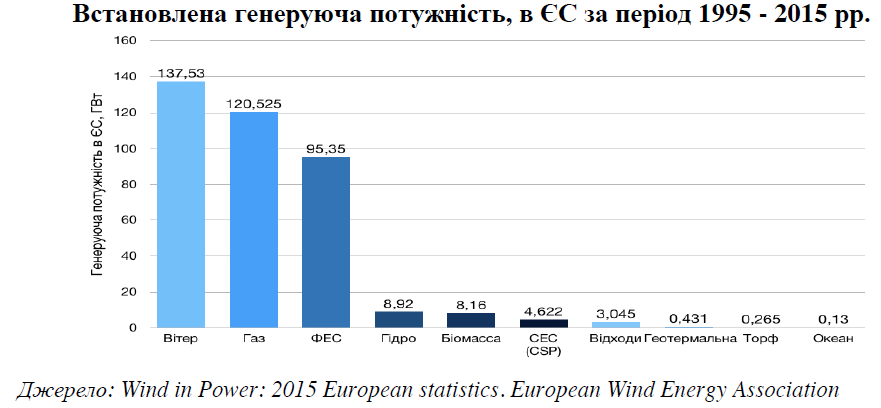 Встановлена генеруюча потужність, в ЄС за період 1995 - 2015 рр.
Генеруюча потужність в ЄС, ГВт
160
140
120
100
80
60
40
20
0
137,53
120,525
95,35
8,92
8,16
4,622
3,045
0,431
0,265
0,13
Вітер
Газ
ФЕС
Гідро
Біомасса
СЕС
(CSP)
Відходи
Геотермальна
Торф
Океан
Джерело: Wind in Power: 2015 European statistics. European Wind Energy Association